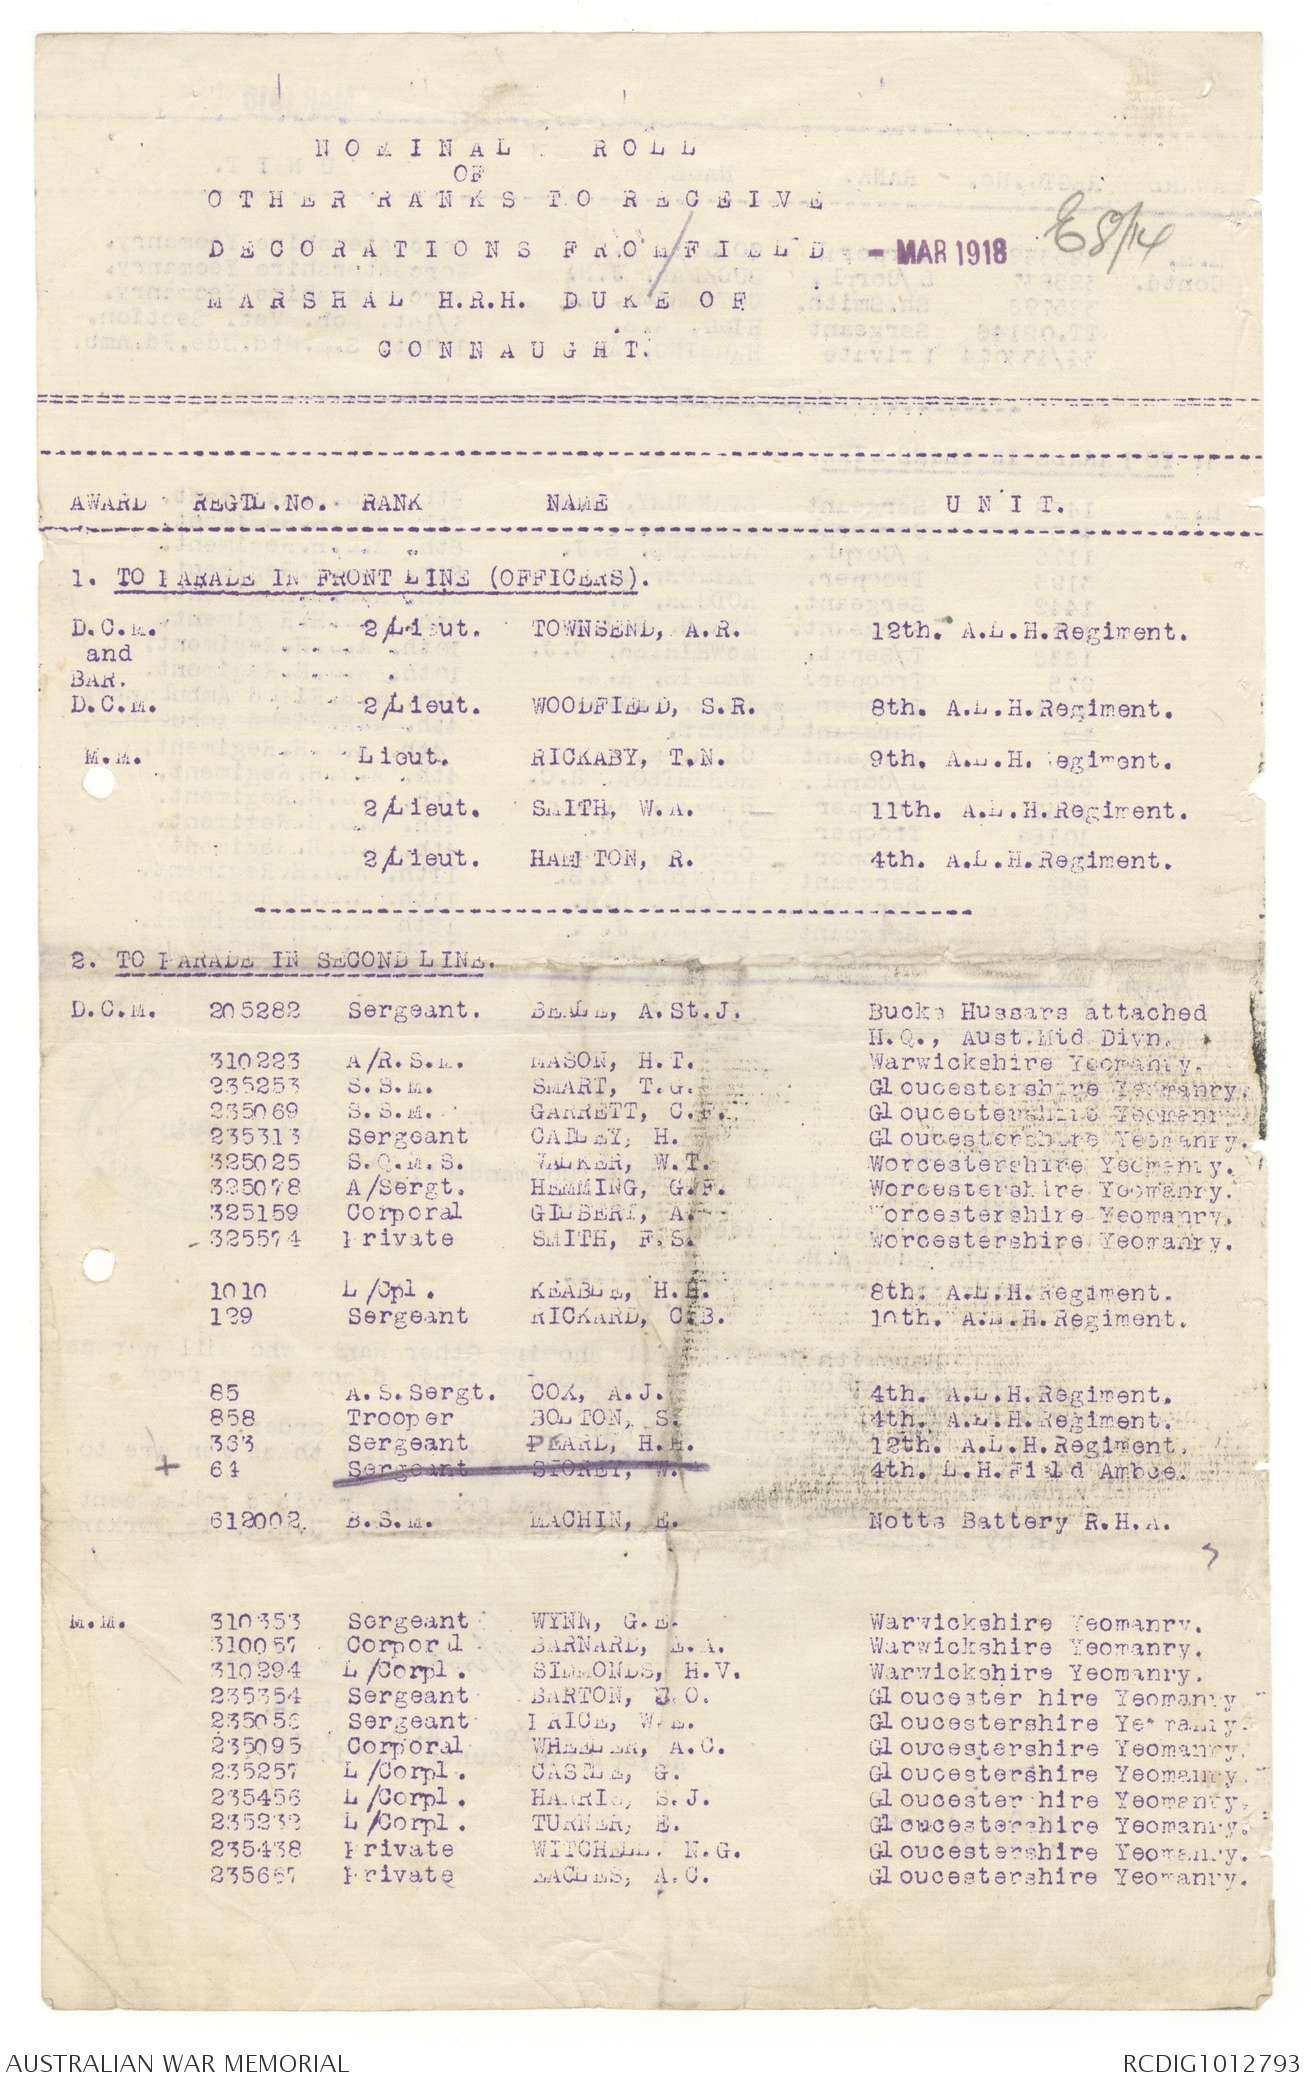 NOMINAL ROLL
OF
OTHER RANKS TO RECEIVE
DECORATIONS FROM FIELD - MAR 1918 E8/14
MARSHAL H.R.H. DUKE OF
CONNAUGHT.
AWARD REGTL.No. RANK NAME UNIT.
1. TO PARADE IN FRONT LINE (OFFICERS).
D.C.M. 2/Lieut. TOWNSEND, A.R. 12th. A.L.H.Regiment.
and
BAR.
D.C.M. 2/Lieut. WOODFIELD, S.R. 8th. A.L.H.Regiment.
M.M. Lieut. RICKABY, T.N. 9th. A.L.H.Regiment.
2/Lieut. SMITH, W.A. 11th. A.L.H.Regiment.
2/Lieut. HAMPTON, R. 4th. A.L.H.Regiment.
2. TO PARADE IN SECOND LINE.
D.C.M. 205282 Sergeant. BEALE, A.St.J. Bucks Hussars attached
H.Q., Aust.Mtd Divn.
310223 A/R.S.M. MASON, H.T. Warwickshire Yeomanry.
235253 S.S.M. SMART, T.G. Gloucestershire Yeomanry.
235069 S.S.M. GARRETT, C.F. Gloucestershire Yeomanry
235313 Sergeant CAILEY, H. Gloucestershire Yeomanry.
325025 S.Q.M.S. WALKER, W.T. Worcestershire Yeomanry.
325078 A/Sergt. HEMMING, G.F. Worcestershire Yeomanry.
325159 Corporal GILBERT, A. Worcestershire Yeomanry.
325574 Private SMITH, F.S. Worcestershire Yeomanry.
1010 L/Cpl. KEABLE, H.H. 8th. A.L.H.Regiment.
129 Sergeant RICKARD, C.B. 10th. A.L.H.Regiment.
85 A.S.Sergt. COX, A.J. 4th. A.L.H.Regiment.
858 Trooper BOLTON, S. 4th. A.L.H.Regiment.
363 Sergeant PEARD, H.H. 12th. A.L.H.Regiment.
+ 64 Sergeant STOREY, W. 4th. L.H.Field Ambce.
612002. B.S.M. MACHIN, E. Notts Battery R.H.A.
M.M. 310353 Sergeant WYNN, G.E. Warwickshire Yeomanry.
310057 Corporal BARNARD, E.A. Warwickshire Yeomanry.
310294 L/Corpl. SIMMONDS, H.V. Warwickshire Yeomanry.
235354 Sergeant BARTON, S.O. Gloucestershire Yeomanry.
235056 Sergeant PRICE, W.E. Gloucestershire Yeomanry.
235095 Corporal WHEELER, A.C. Gloucestershire Yeomanry.
235257 L/Corpl. CASTLE, G. Gloucestershire Yeomanry.
235456 L/Corpl. HARRIS, S.J. Gloucestershire Yeomanry.
235232 L/Corpl. TURNER, E. Gloucestershire Yeomanry.
235438 Private WITCHELL. N.G. Gloucestershire Yeomanry.
235667 Private EAGLES, A.C. Gloucestershire Yeomanry.
AUSTRALIAN WAR MEMORIAL RCDIG1012793